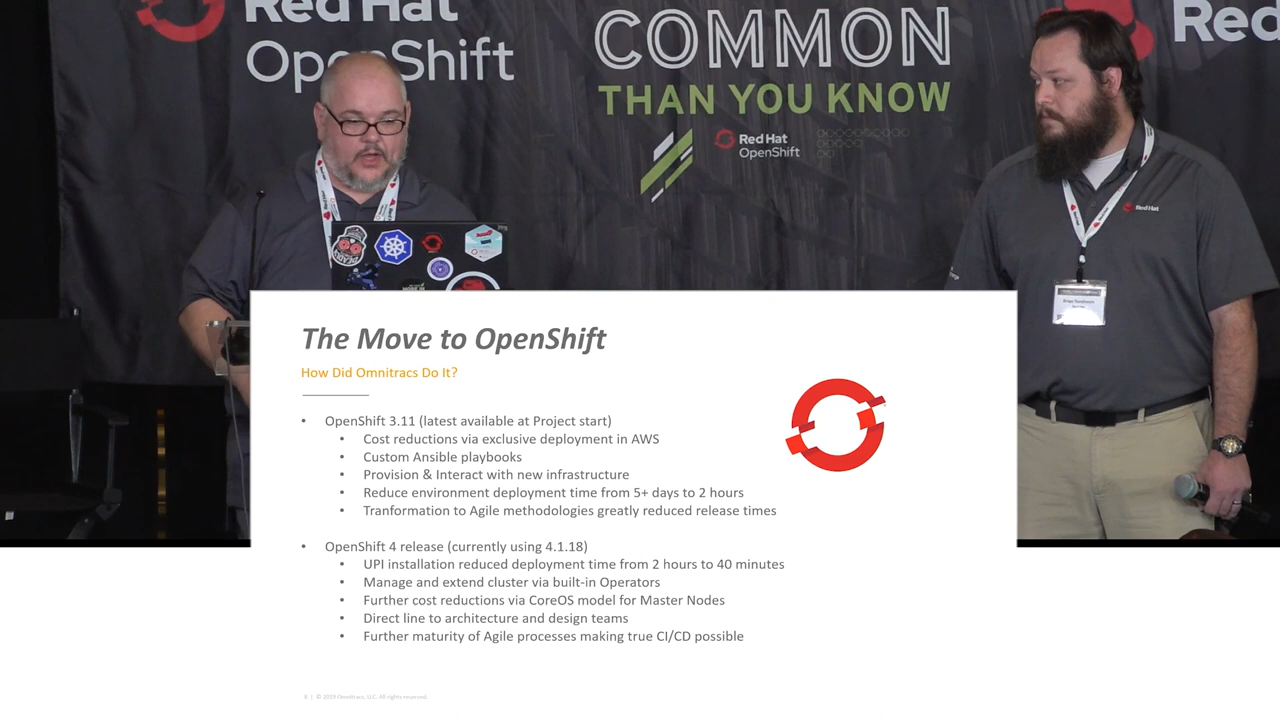 Red Hat
OpenShift
COMMON
THAN YOU KNOW
Red Hat
OpenShift
Red
Red Hat
The Move to OpenShift
How Did Omnitracs Do It?
• OpenShift 3.11 (latest available at Project start)
• Cost reductions via exclusive deployment in AWS
• Custom Ansible playbooks
• Provision & Interact with new infrastructure
• Reduce environment deployment time from 5+ days to 2 hours
• Tranformation to Agile methodologies greatly reduced release times
• OpenShift 4 release (currently using 4.1.18)
• UPI installation reduced deployment time from 2 hours to 40 minutes
• Manage and extend cluster via built-in Operators
• Further cost reductions via CoreOS model for Master Nodes
• Direct line to architecture and design teams
• Further maturity of Agile processes making true CI/CD possible
© 2019 Omnitracs, LLC. All rights reserved.